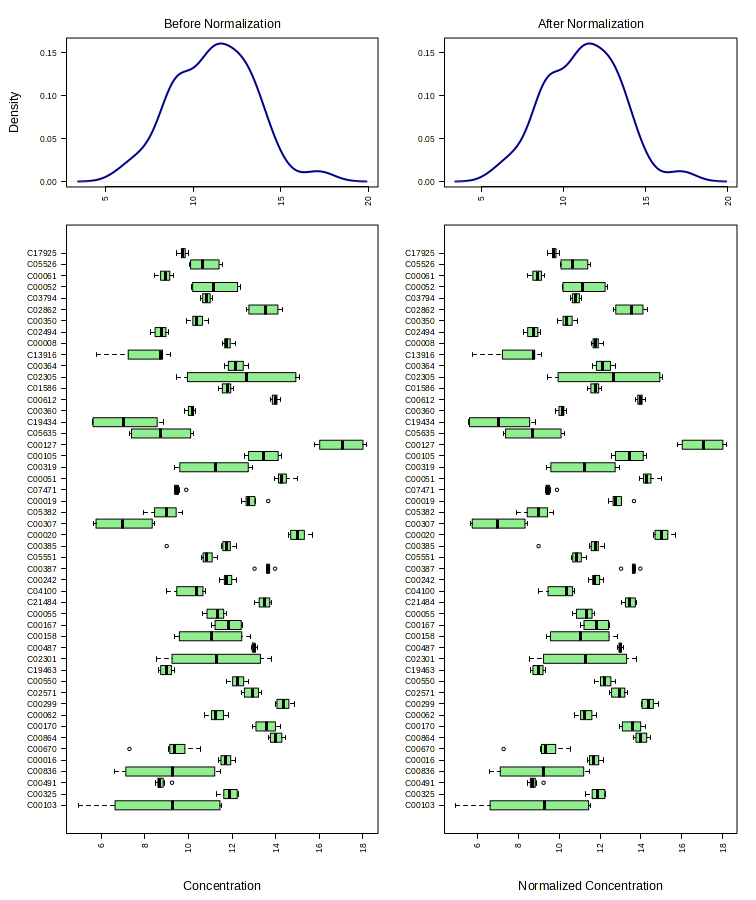 Before Normalization
After Normalization
Density
0.15
0.10
0.05
0.00
5
10
15
20
0.15
0.10
0.05
0.00
5
10
15
20
C17925
C05526
C00061
C00052
C03794
C02862
C00350
C02494
C00008
C13916
C00364
C02305
C01586
C00612
C00360
C19434
C05635
C00127
C00105
C00319
C00051
C07471
C00019
C05382
C00307
C00020
C00385
C05551
C00387
C00242
C04100
C21484
C00055
C00167
C00158
C00487
C02301
C19463
C00550
C02571
C00299
C00062
C00170
C00864
C00670
C00016
C00836
C00491
C00325
C00103
6
8
10
12
14
16
18
Concentration
C17925
C05526
C00061
C00052
C03794
C02862
C00350
C02494
C00008
C13916
C00364
C02305
C01586
C00612
C00360
C19434
C05635
C00127
C00105
C00319
C00051
C07471
C00019
C05382
C00307
C00020
C00385
C05551
C00387
C00242
C04100
C21484
C00055
C00167
C00158
C00487
C02301
C19463
C00550
C02571
C00299
C00062
C00170
C00864
C00670
C00016
C00836
C00491
C00325
C00103
6
8
10
12
14
16
18
Normalized Concentration